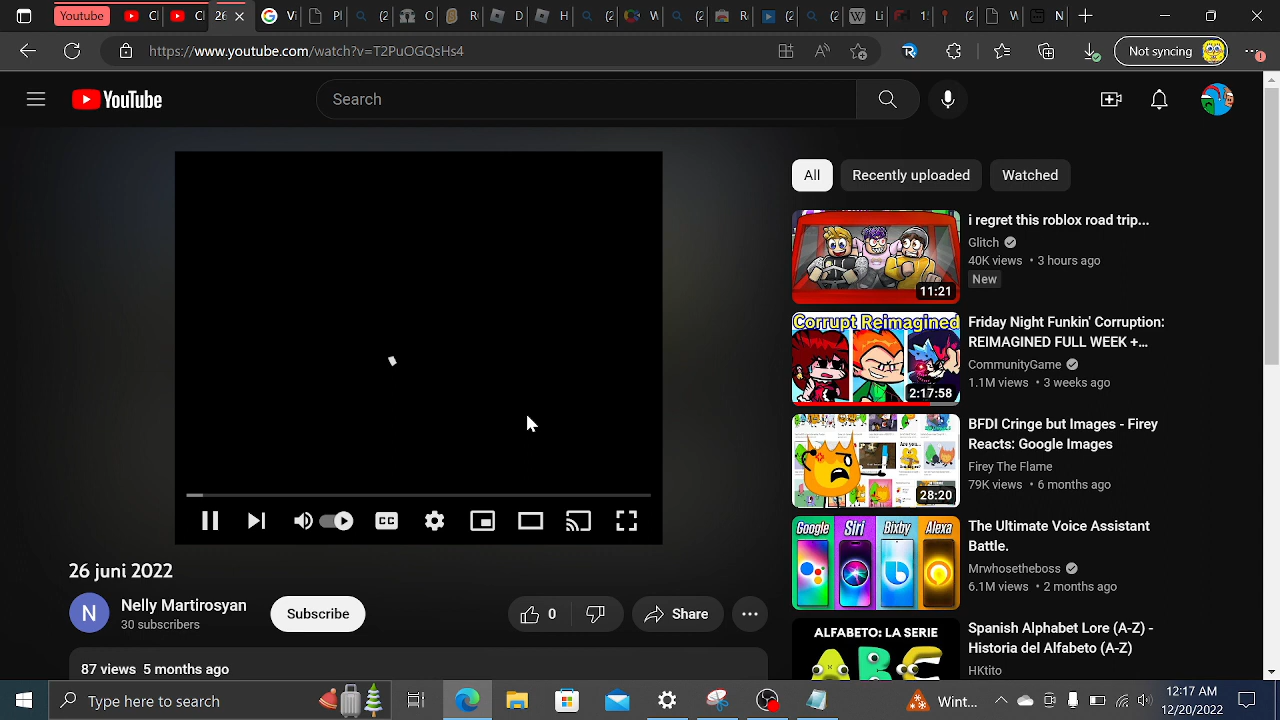 Youtube
https://www.youtube.com/watch?v=T2PuOGQsHs4
Not syncing
YouTube
Search
All
Recently uploaded
Watched
i regret this roblox road trip...
Glitch
40K views • 3 hours ago
New
11:21
Corrupt Reimagined
2:17:58
Friday Night Funkin' Corruption:
REIMAGINED FULL WEEK +...
CommunityGame
1.1M views • 3 weeks ago
BFDI Cringe but Images - Firey
Reacts: Google Images
Firey The Flame
79K views • 6 months ago
28:20
Google Siri Bixby Alexa
The Ultimate Voice Assistant
Battle.
Mrwhosetheboss
6.1M views • 2 months ago
ALFABETO: LA SERIE
Spanish Alphabet Lore (A-Z) -
Historia del Alfabeto (A-Z)
HKtito
CC
26 juni 2022
N
Nelly Martirosyan
30 subscribers
Subscribe
0
Share
87 views 5 months ago
Type here to search
Wint...
12:17 AM
12/20/2022